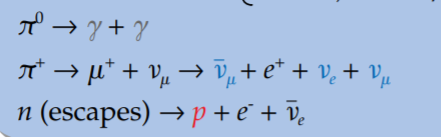 π⁰ → γ + γ
π⁺ → μ⁺ + ν_μ → ν̄_μ + e⁺ + ν_e + ν_μ
n (escapes) → p + e⁻ + ν̄_e